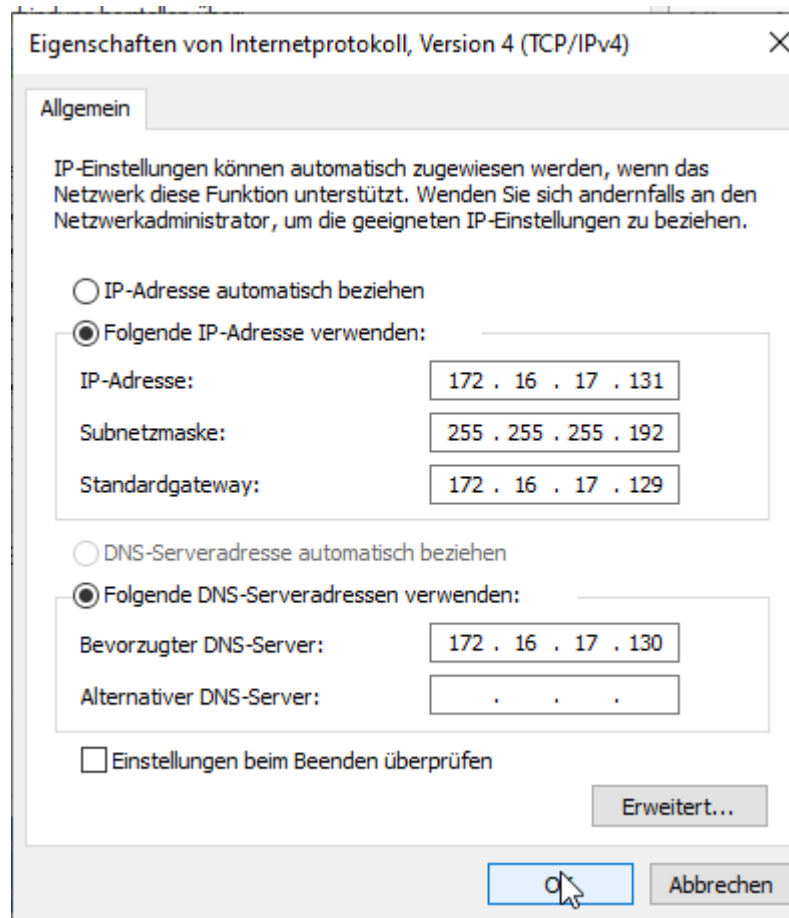 Eigenschaften von Internetprotokoll, Version 4 (TCP/IPv4)
Allgemein
IP-Einstellungen können automatisch zugewiesen werden, wenn das
Netzwerk diese Funktion unterstützt. Wenden Sie sich andernfalls an den
Netzwerkadministrator, um die geeigneten IP-Einstellungen zu beziehen.
IP-Adresse automatisch beziehen
Folgende IP-Adresse verwenden:
IP-Adresse: 172 . 16 . 17 . 131
Subnetzmaske: 255 . 255 . 255 . 192
Standardgateway: 172 . 16 . 17 . 129
DNS-Serveradresse automatisch beziehen
Folgende DNS-Serveradressen verwenden:
Bevorzugter DNS-Server: 172 . 16 . 17 . 130
Alternativer DNS-Server: . . .
Einstellungen beim Beenden überprüfen
Erweitert...
Abbrechen